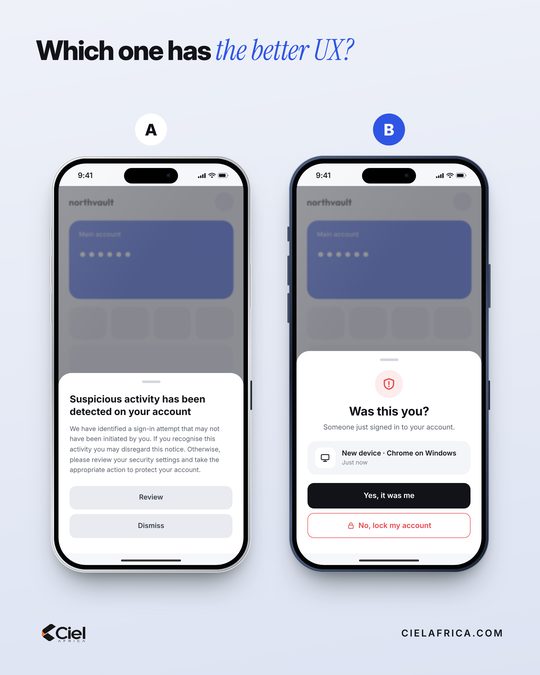 Which one has the better UX?
A
B
9:41
northvault
Main account
Suspicious activity has been
detected on your account
We have identified a sign-in attempt that may not
have been initiated by you. If you recognise this
activity you may disregard this notice. Otherwise,
please review your security settings and take the
appropriate action to protect your account.
Review
Dismiss
9:41
northvault
Main account
Was this you?
Someone just signed in to your account.
New device · Chrome on Windows
Just now
Yes, it was me
No, lock my account
Ciel
AFRICA
CIELAFRICA.COM